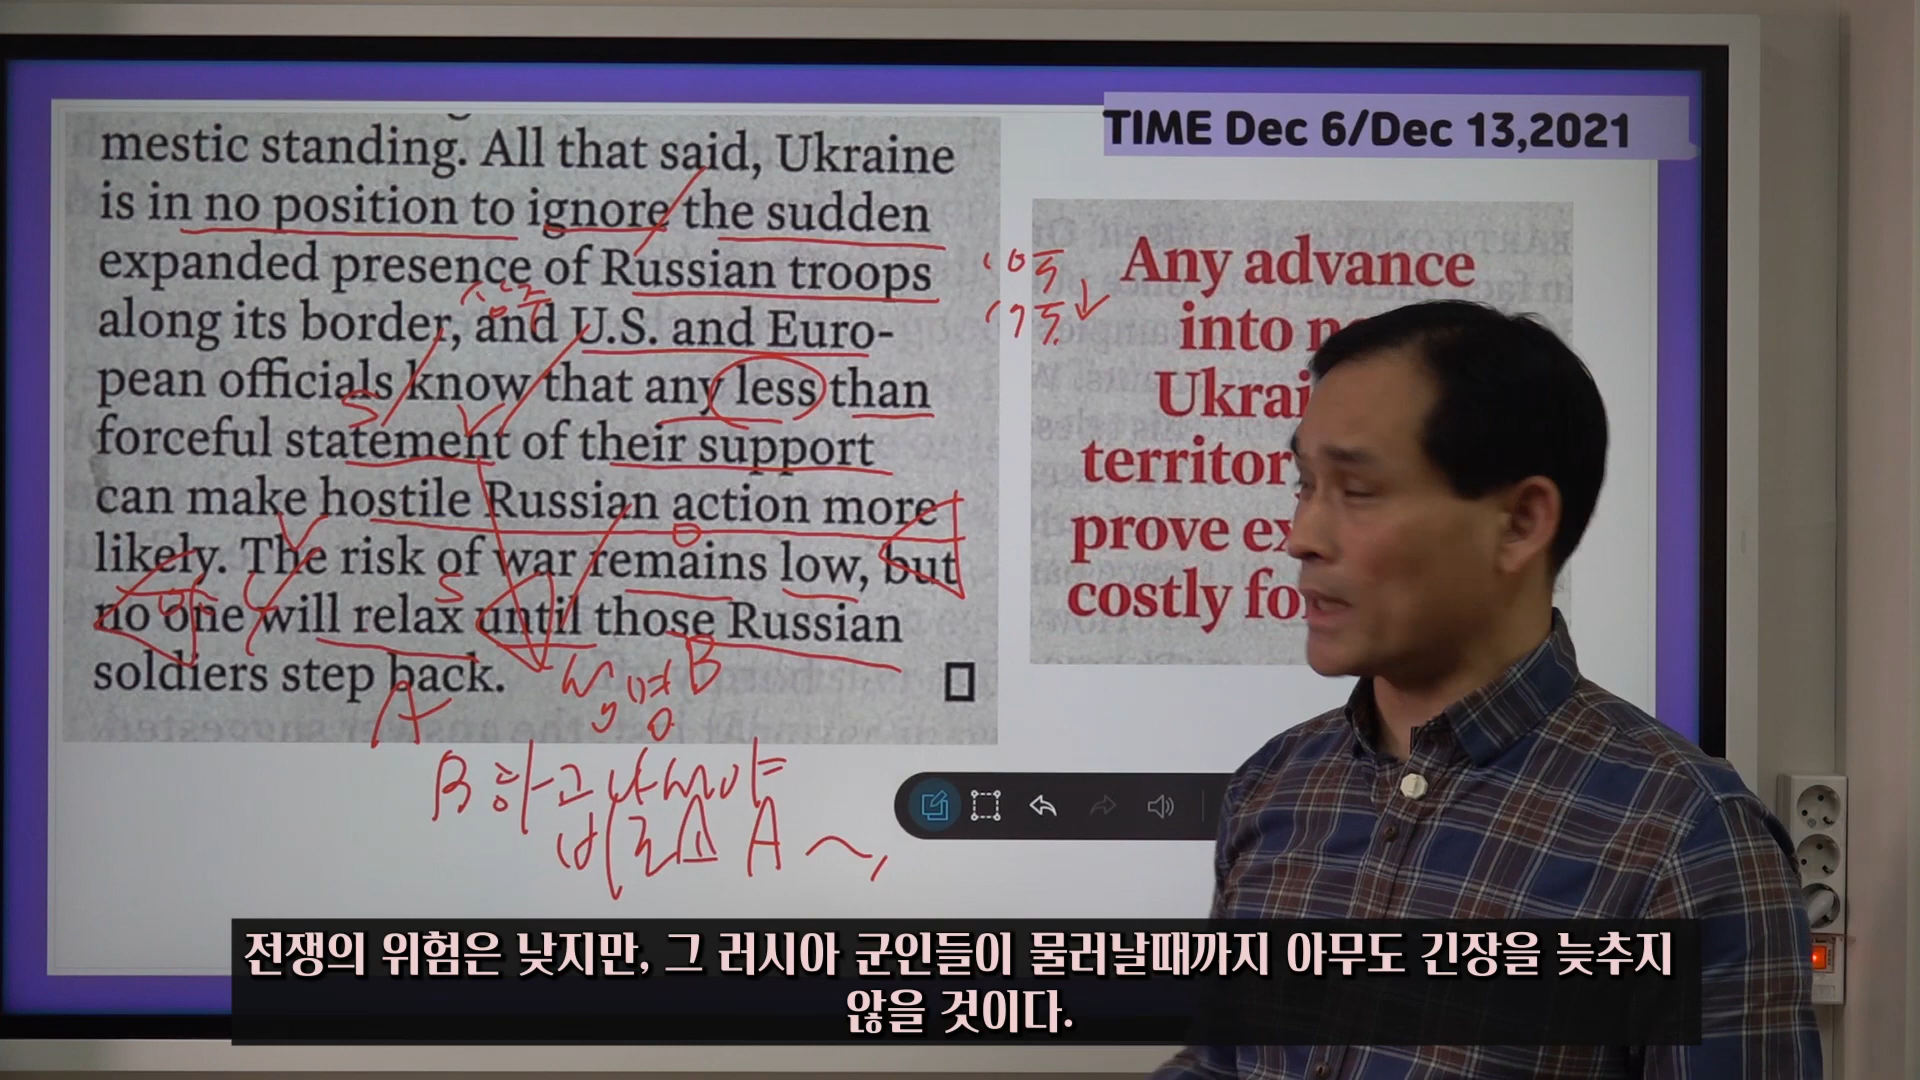 TIME Dec 6/Dec 13,2021
mestic standing. All that said, Ukraine
is in no position to ignore the sudden
expanded presence of Russian troops
along its border, and U.S. and Euro-
pean officials know that any less than
forceful statement of their support
can make hostile Russian action more
likely. The risk of war remains low, but
no one will relax until those Russian
soldiers step back.
Any advance
into
territor
costly
S
O
S
A
B
B 하고 나서야
비로소 A ~,
전쟁의 위험은 낮지만, 그 러시아 군인들이 물러날때까지 아무도 긴장을 늦추지
않을 것이다.